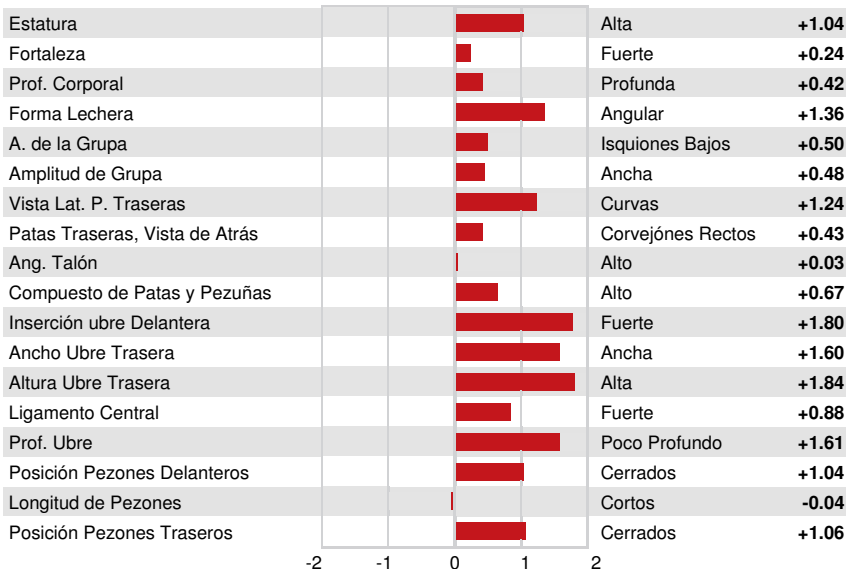 Estatura Alta +1.04
Fortaleza Fuerte +0.24
Prof. Corporal Profunda +0.42
Forma Lechera Angular +1.36
A. de la Grupa Isquiones Bajos +0.50
Amplitud de Grupa Ancha +0.48
Vista Lat. P. Traseras Curvas +1.24
Patas Traseras, Vista de Atrás Corvejónes Rectos +0.43
Ang. Talón Alto +0.03
Compuesto de Patas y Pezuñas Alto +0.67
Inserción ubre Delantera Fuerte +1.80
Ancho Ubre Trasera Ancha +1.60
Altura Ubre Trasera Alta +1.84
Ligamento Central Fuerte +0.88
Prof. Ubre Poco Profundo +1.61
Posición Pezones Delanteros Cerrados +1.04
Longitud de Pezones Cortos -0.04
Posición Pezones Traseros Cerrados +1.06
-2 -1 0 1 2